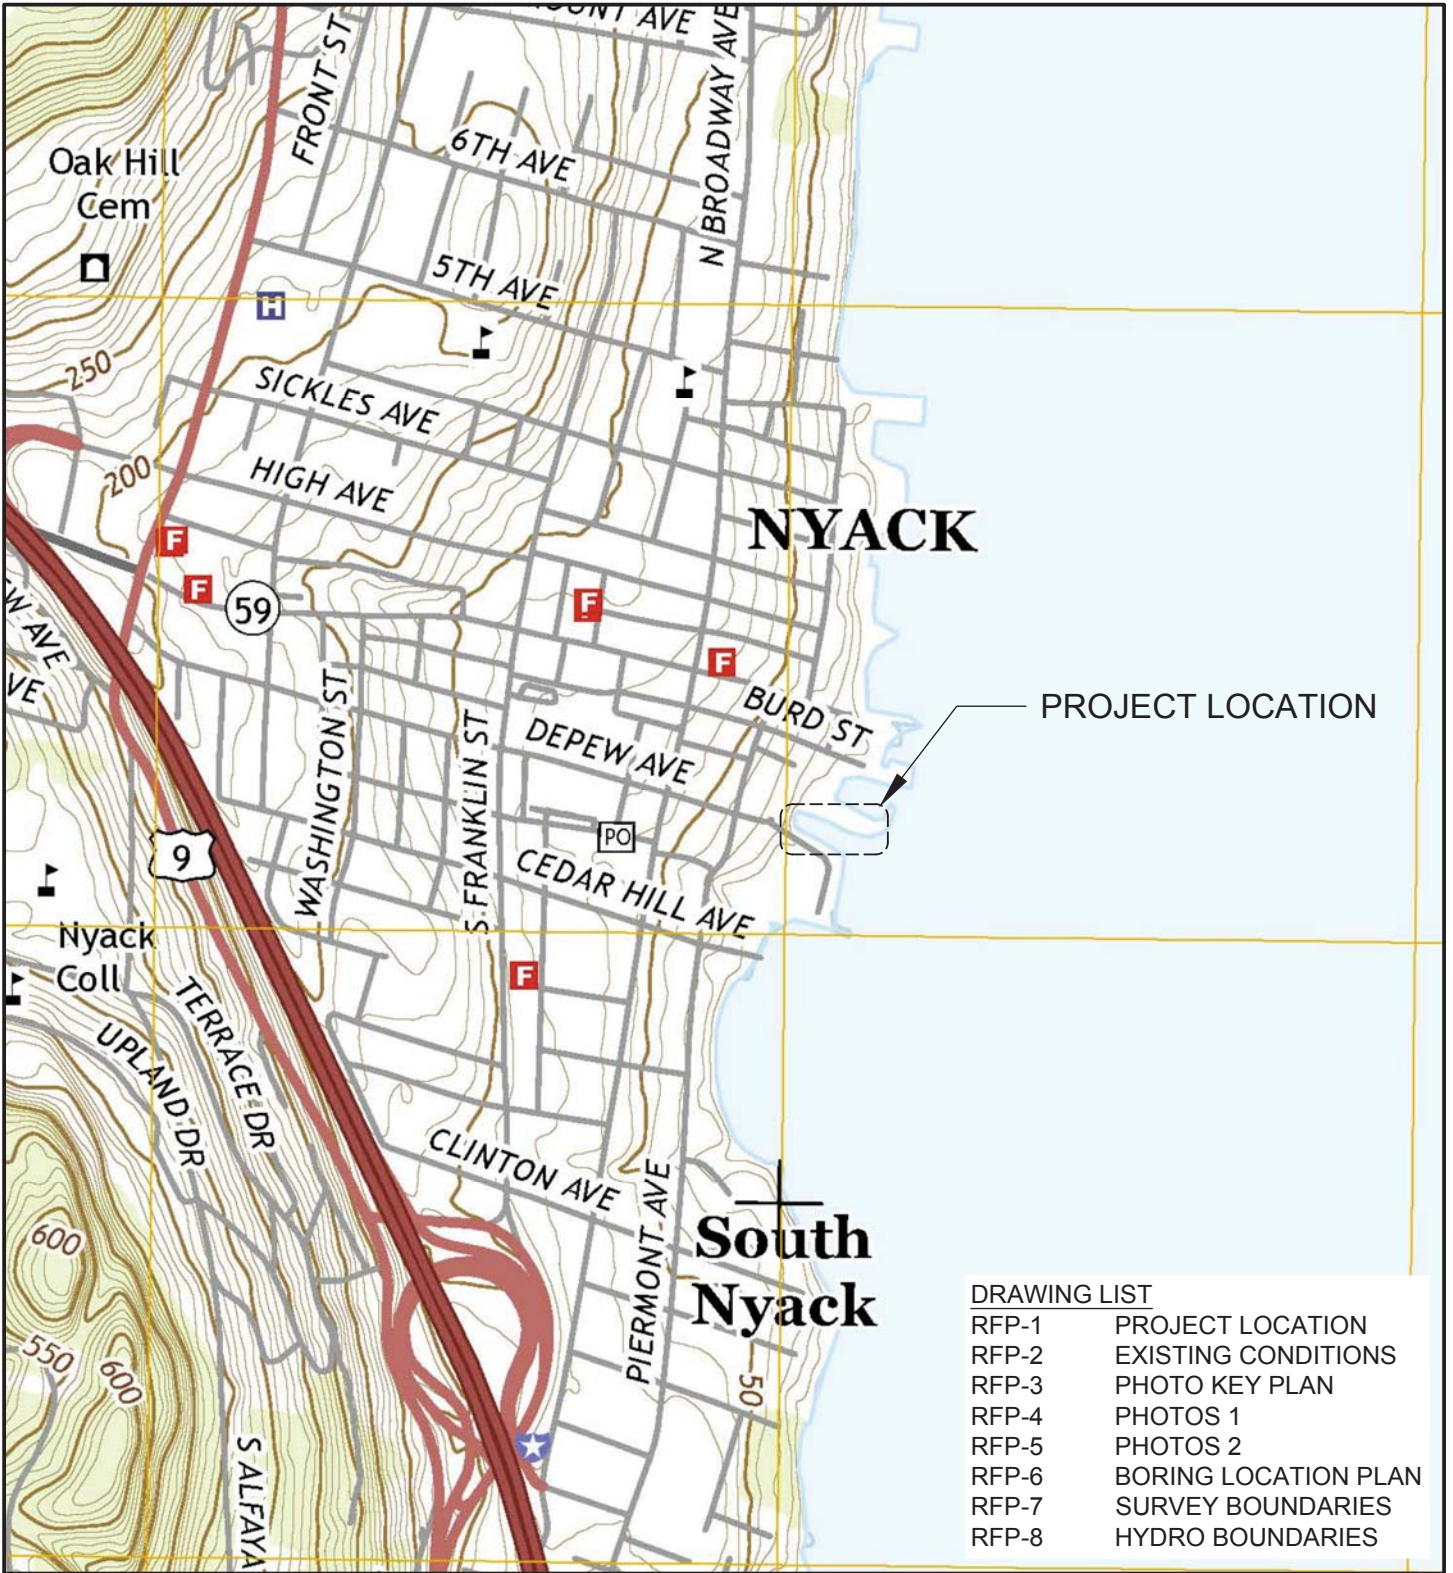 OUNT AVE
FRONT ST
N BROADWAY AVE
6TH AVE
Oak Hill
Cem
5TH AVE
H
250
SICKLES AVE
200
HIGH AVE
NYACK
F
F
59
F
F
W AVE
VE
WASHINGTON ST
S FRANKLIN ST
DEPEW AVE
BURD ST
PROJECT LOCATION
PO
9
CEDAR HILL AVE
Nyack
Coll
F
TERRACE DR
UPLAND DR
CLINTON AVE
PIERMONT AVE
South
Nyack
600
550
600
50
S ALFAYA
DRAWING LIST
RFP-1 PROJECT LOCATION
RFP-2 EXISTING CONDITIONS
RFP-3 PHOTO KEY PLAN
RFP-4 PHOTOS 1
RFP-5 PHOTOS 2
RFP-6 BORING LOCATION PLAN
RFP-7 SURVEY BOUNDARIES
RFP-8 HYDRO BOUNDARIES